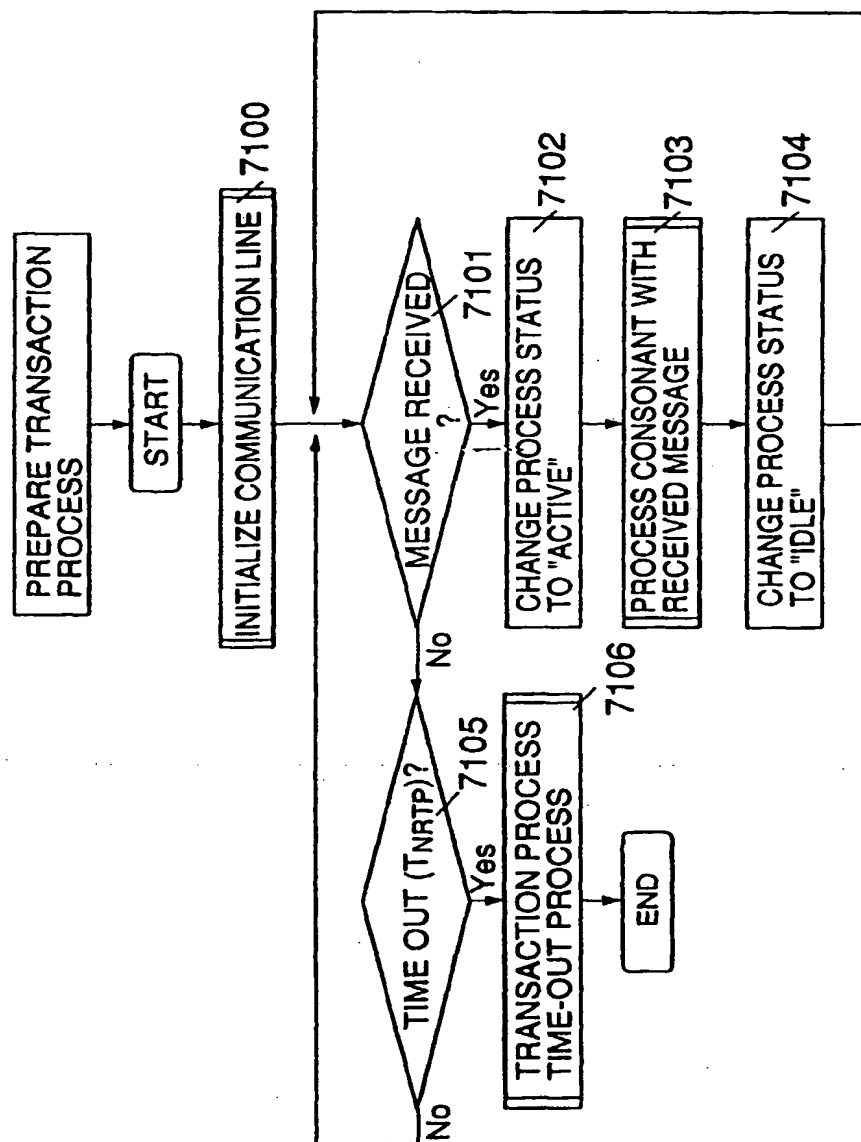 PREPARE TRANSACTION
PROCESS
START
INITIALIZE COMMUNICATION LINE
7100
MESSAGE RECEIVED
?
7101
Yes
No
CHANGE PROCESS STATUS
TO "ACTIVE"
7102
PROCESS CONSONANT WITH
RECEIVED MESSAGE
7103
CHANGE PROCESS STATUS
TO "IDLE"
7104
TIME OUT (TNRTP)?
7105
Yes
No
TRANSACTION PROCESS
TIME-OUT PROCESS
7106
END